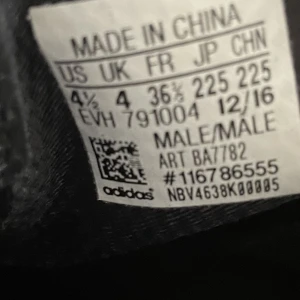 MADE IN CHINA
US UK FR JP CHN
4½ 4 36⅔ 225 225
EVH 791004 12/16
MALE/MALE
ART BA7782
#116786555
adidas NBV4638K00005